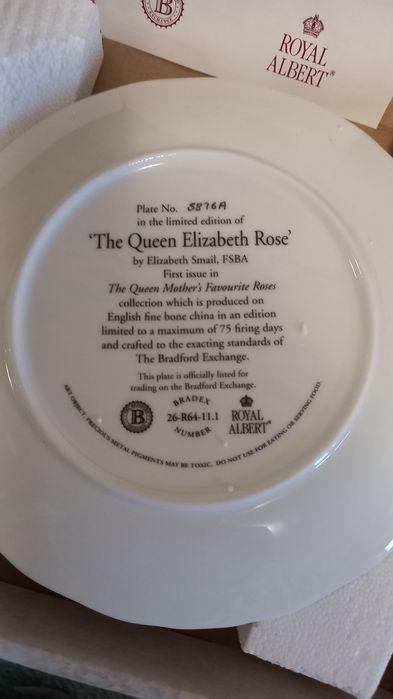 B
ROYAL
ALBERT®
Plate No. 5876A
in the limited edition of
'The Queen Elizabeth Rose'
by Elizabeth Smail, FSBA
First issue in
The Queen Mother's Favourite Roses
collection which is produced on
English fine bone china in an edition
limited to a maximum of 75 firing days
and crafted to the exacting standards of
The Bradford Exchange.
This plate is officially listed for
trading on the Bradford Exchange.
BRADEX
26-R64-11.1
NUMBER
B
ROYAL
ALBERT®
ART OBJECT. PRECIOUS METAL PIGMENTS MAY BE TOXIC. DO NOT USE FOR EATING OR SERVING FOOD.